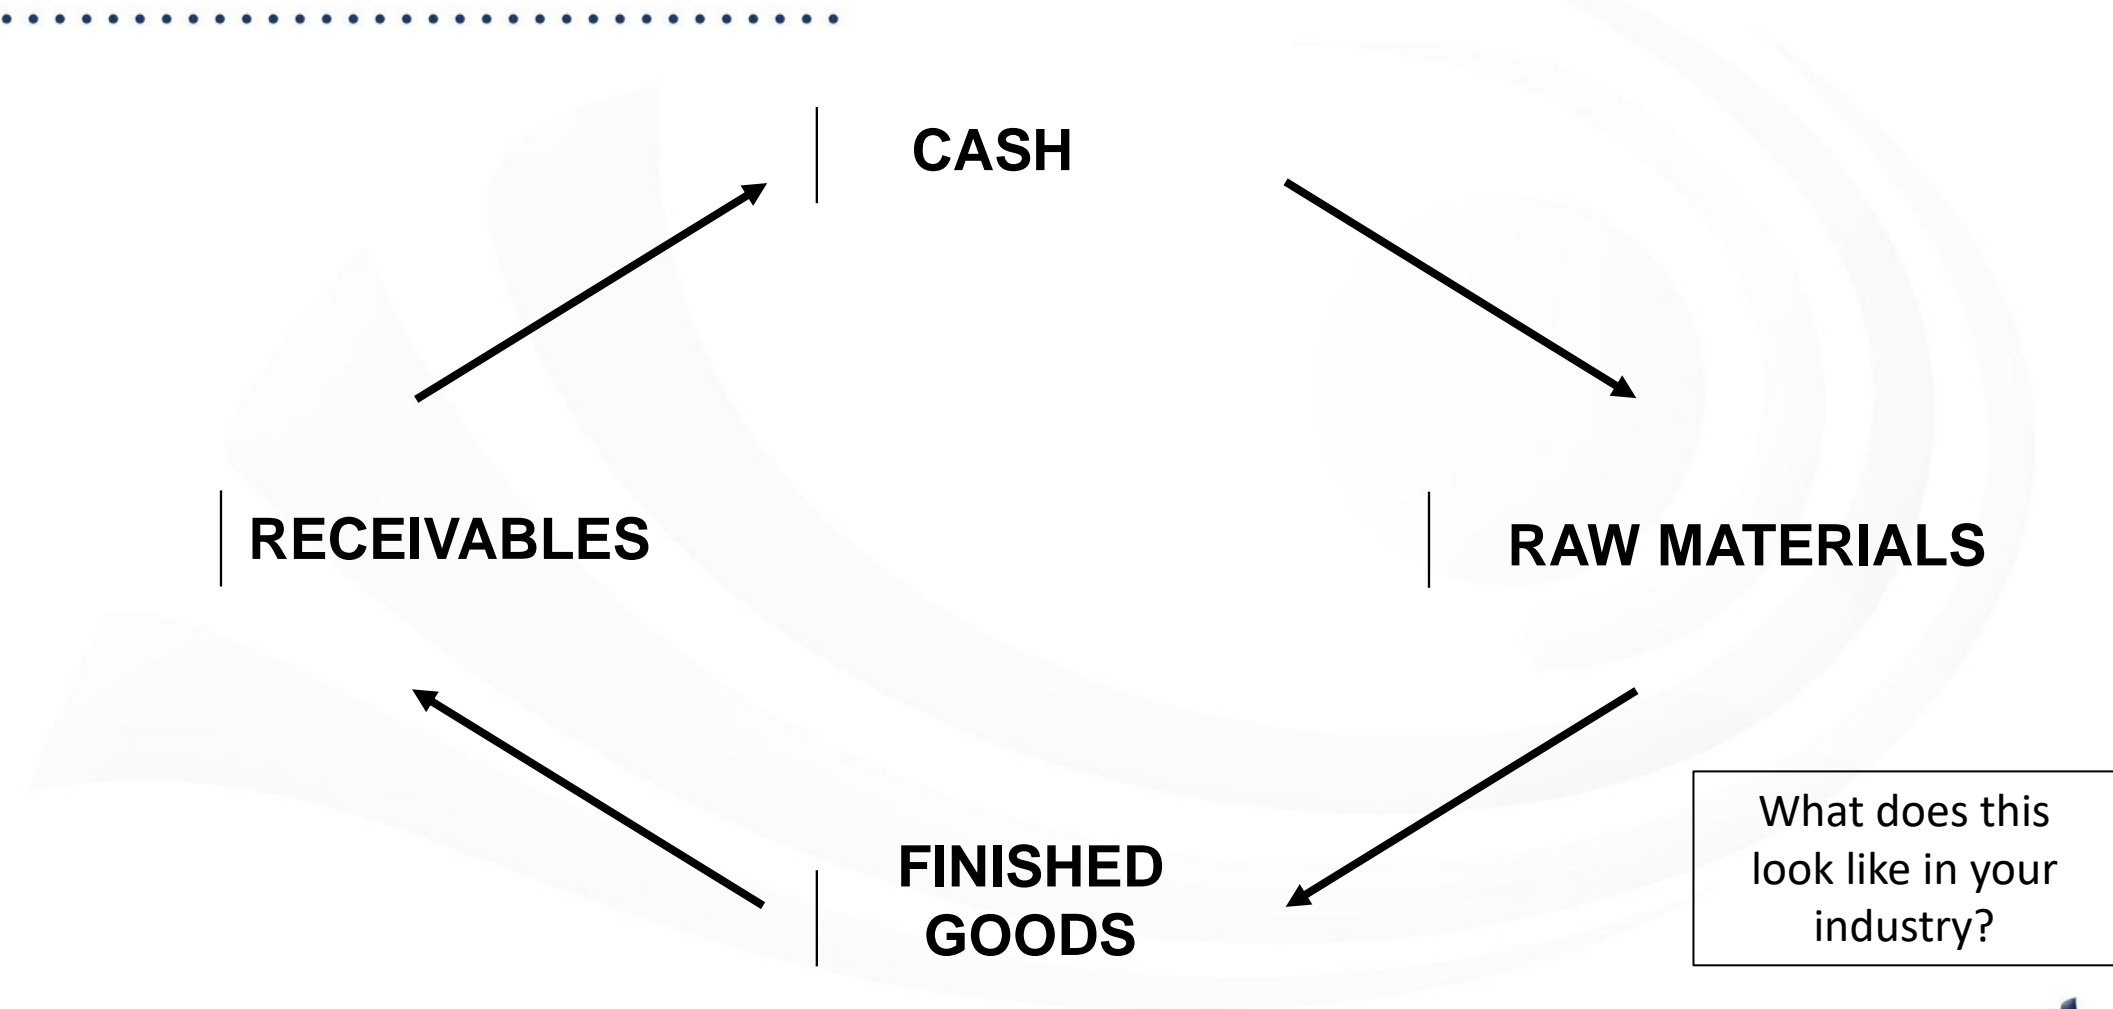 CASH
RECEIVABLES
RAW MATERIALS
FINISHED
GOODS
What does this
look like in your
industry?